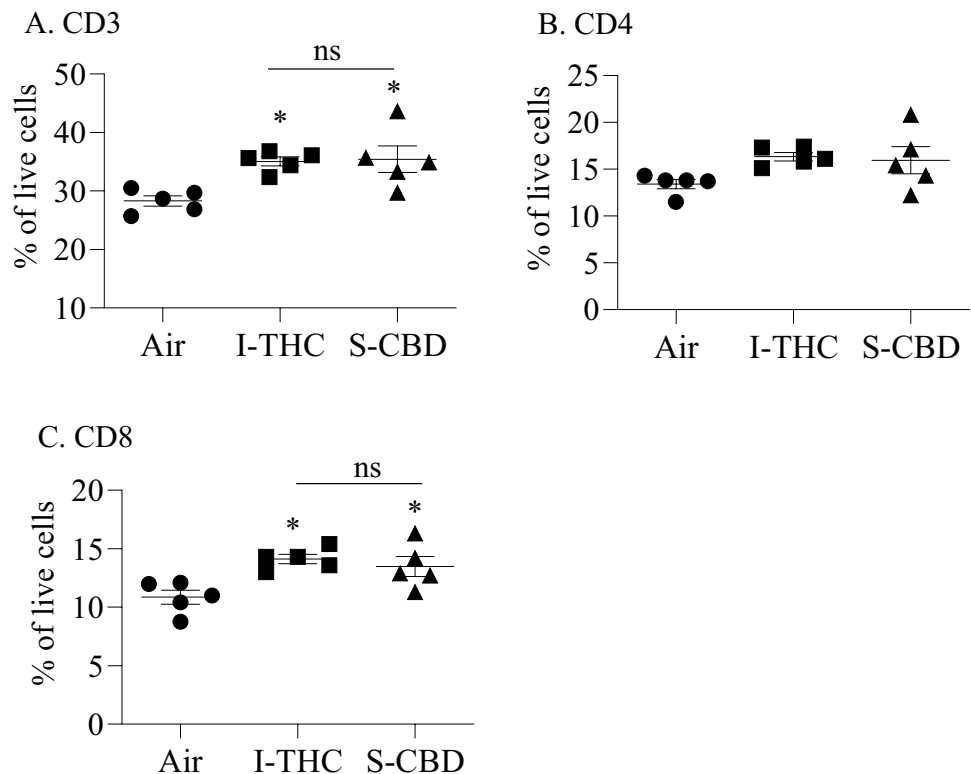 A. CD3
ns
* *
% of live cells
50
40
30
20
10
Air I-THC S-CBD
B. CD4
% of live cells
25
20
15
10
5
0
Air I-THC S-CBD
C. CD8
ns
* *
% of live cells
20
15
10
5
0
Air I-THC S-CBD